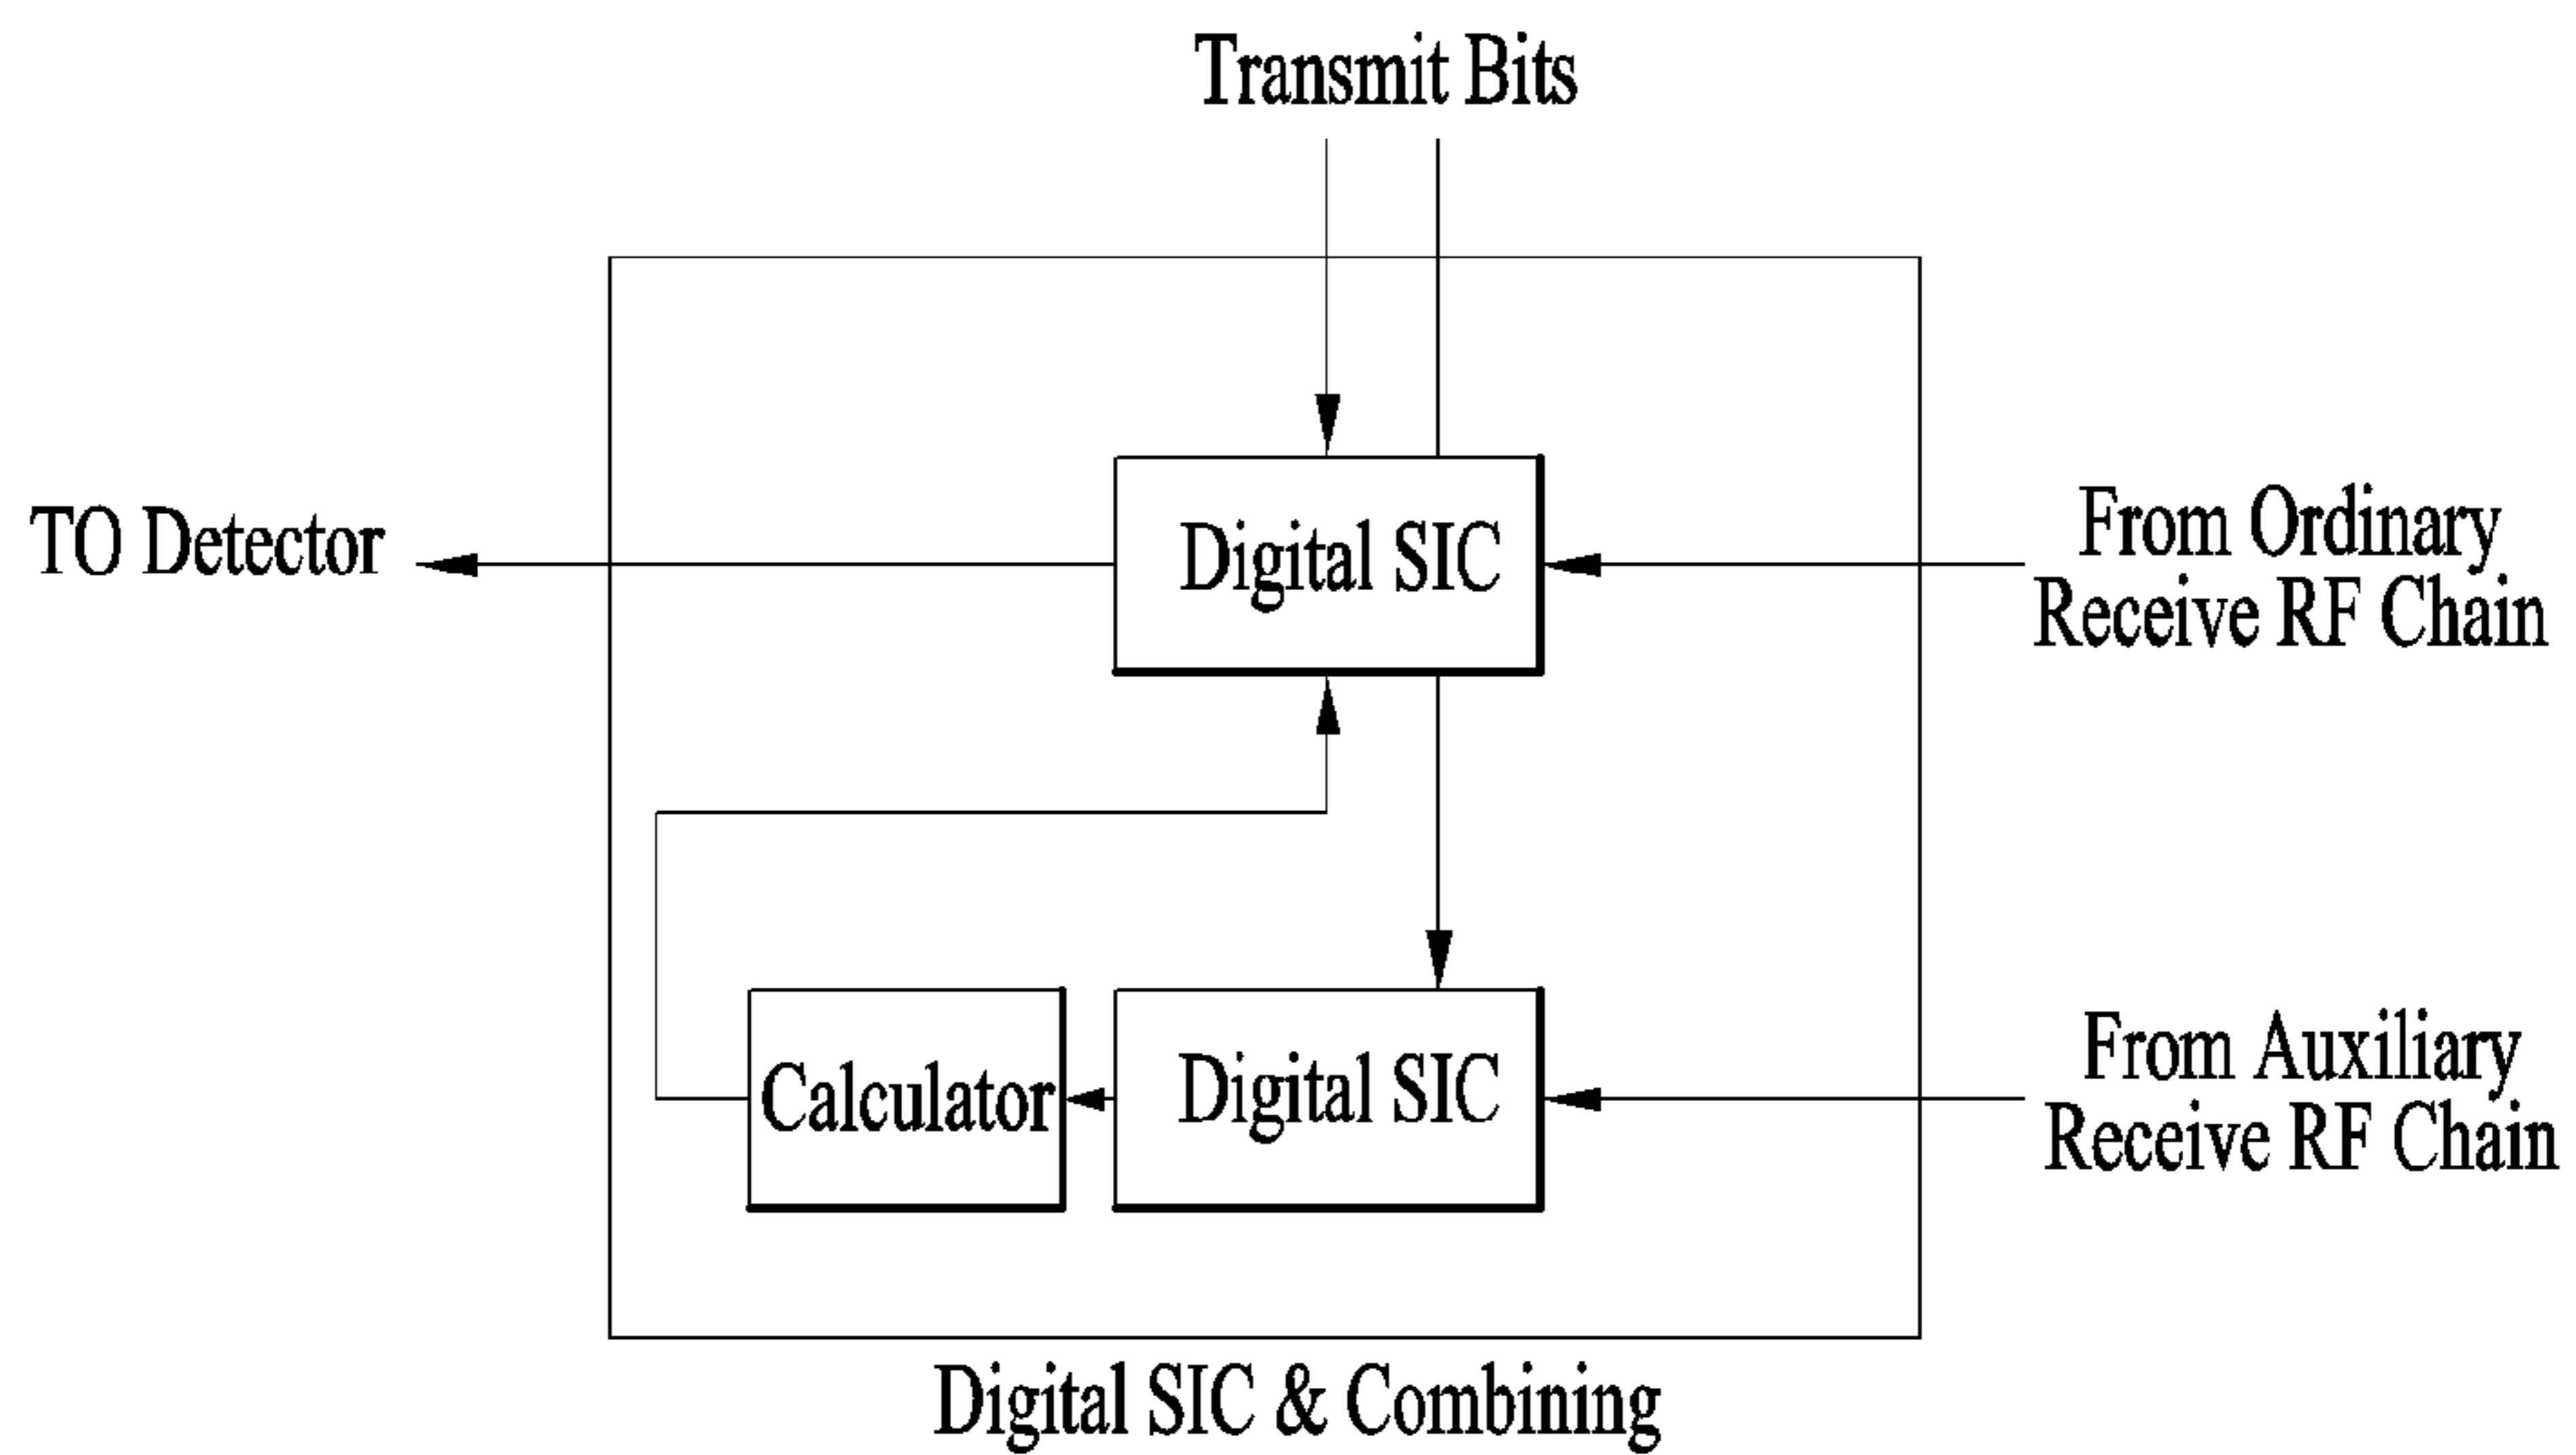 Transmit Bits
TO Detector
Digital SIC
From Ordinary
Receive RF Chain
Calculator
Digital SIC
From Auxiliary
Receive RF Chain
Digital SIC & Combining